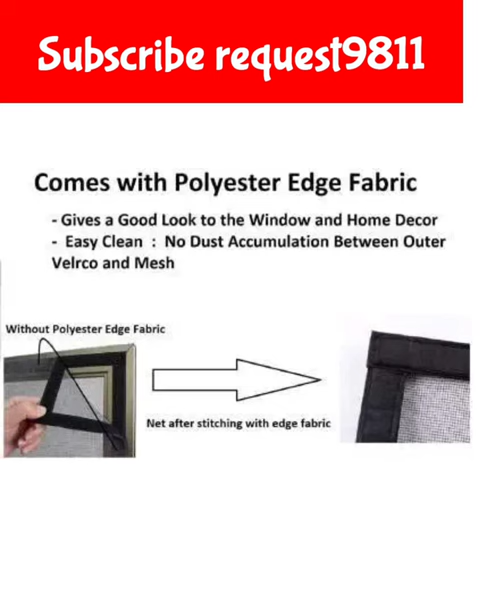 Subscribe request9811
Comes with Polyester Edge Fabric
- Gives a Good Look to the Window and Home Decor
- Easy Clean : No Dust Accumulation Between Outer
Velrco and Mesh
Without Polyester Edge Fabric
Net after stitching with edge fabric